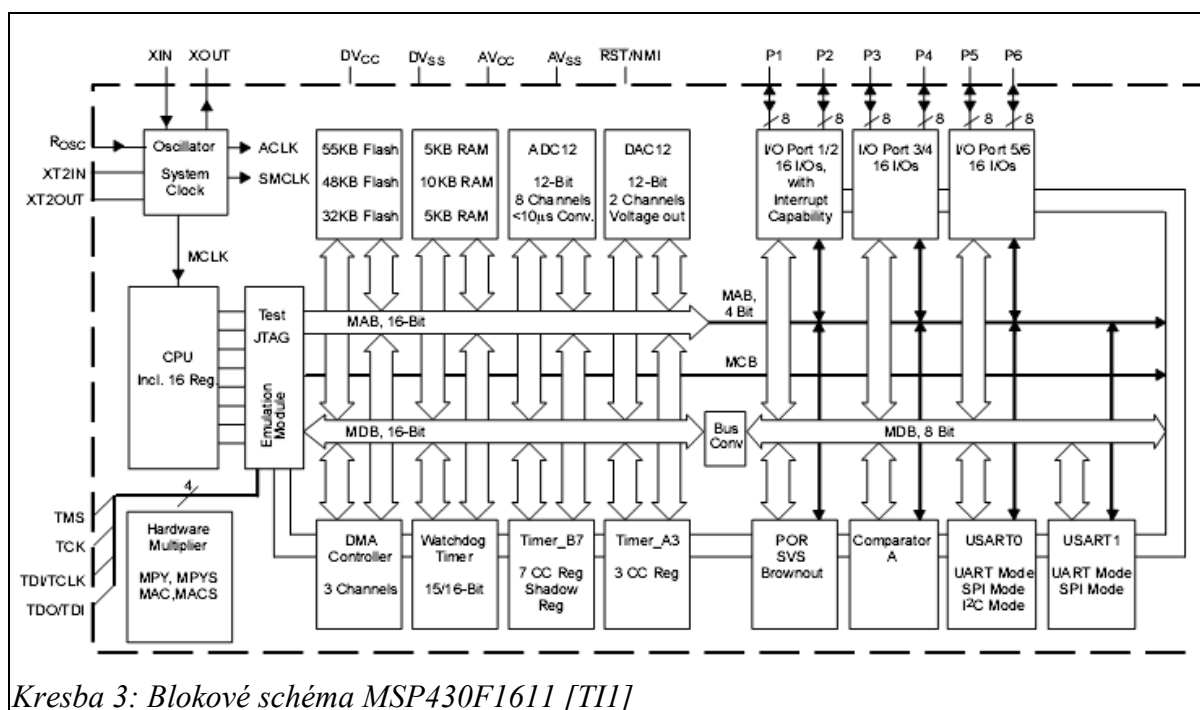 XIN XOUT DVCC DVSS AVCC AVSS RST/NMI P1 P2 P3 P4 P5 P6
8 8 8 8 8 8
ROSC
XT2IN
XT2OUT
Oscillator
System
Clock
ACLK
SMCLK
MCLK
55KB Flash
48KB Flash
32KB Flash
5KB RAM
10KB RAM
5KB RAM
ADC12
12-Bit
8 Channels
<10µs Conv.
DAC12
12-Bit
2 Channels
Voltage out
I/O Port 1/2
16 I/Os,
with
Interrupt
Capability
I/O Port 3/4
16 I/Os
I/O Port 5/6
16 I/Os
CPU
Incl. 16 Reg.
Test
JTAG
Emulation
Module
MAB, 16-Bit
MAB,
4 Bit
MCB
MDB, 16-Bit
Bus
Conv
MDB, 8 Bit
4
TMS
TCK
TDI/TCLK
TDO/TDI
Hardware
Multiplier
MPY, MPYS
MAC,MACS
DMA
Controller
3 Channels
Watchdog
Timer
15/16-Bit
Timer_B7
7 CC Reg
Shadow
Reg
Timer_A3
3 CC Reg
POR
SVS
Brownout
Comparator
A
USART0
UART Mode
SPI Mode
I²C Mode
USART1
UART Mode
SPI Mode
Kresba 3: Blokové schéma MSP430F1611 [TI1]